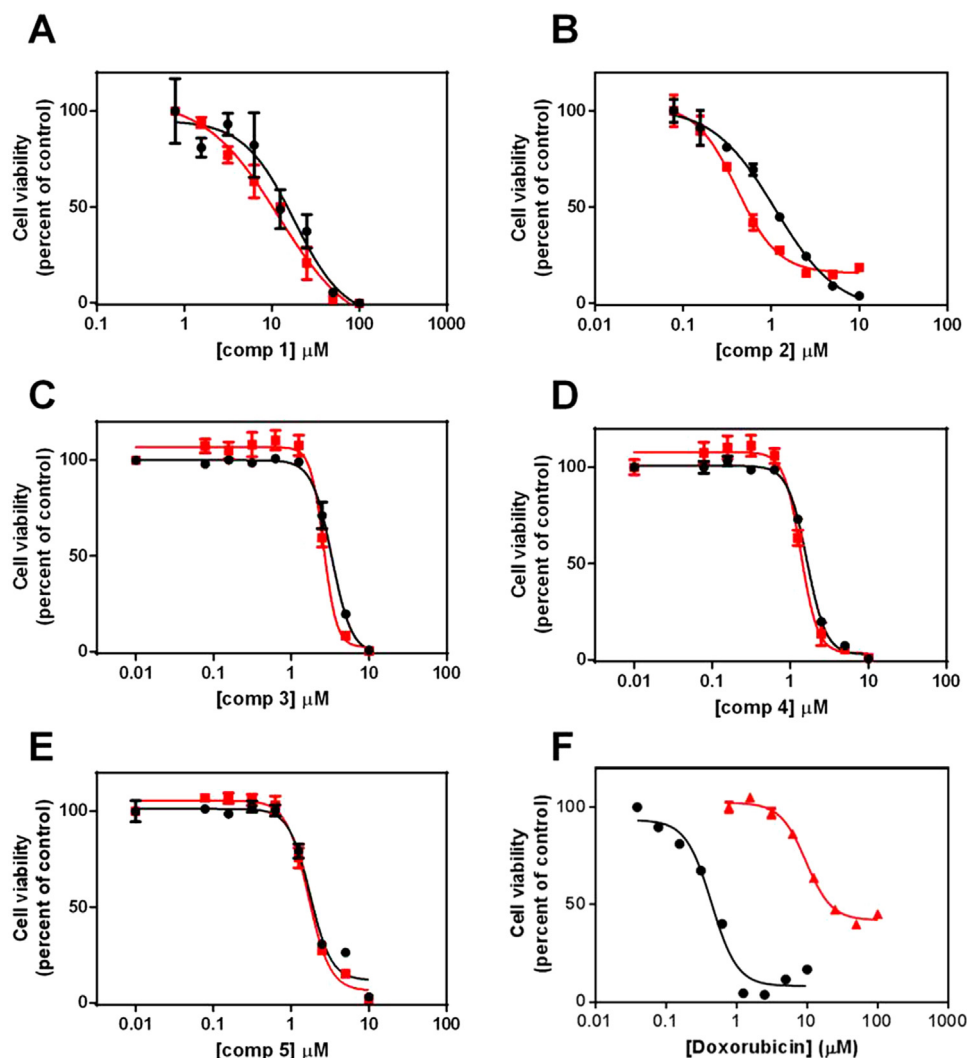 A
B
Cell viability
(percent of control)
100
50
0
0.1
1
10
100
1000
[comp 1] μM
Cell viability
(percent of control)
100
50
0
0.01
0.1
1
10
100
[comp 2] μM
C
D
Cell viability
(percent of control)
100
50
0
0.01
0.1
1
10
100
[comp 3] μM
Cell viability
(percent of control)
100
50
0
0.01
0.1
1
10
100
[comp 4] μM
E
F
Cell viability
(percent of control)
100
50
0
0.01
0.1
1
10
100
[comp 5] μM
Cell viability
(percent of control)
100
50
0
0.01
0.1
1
10
100
1000
[Doxorubicin] (μM)